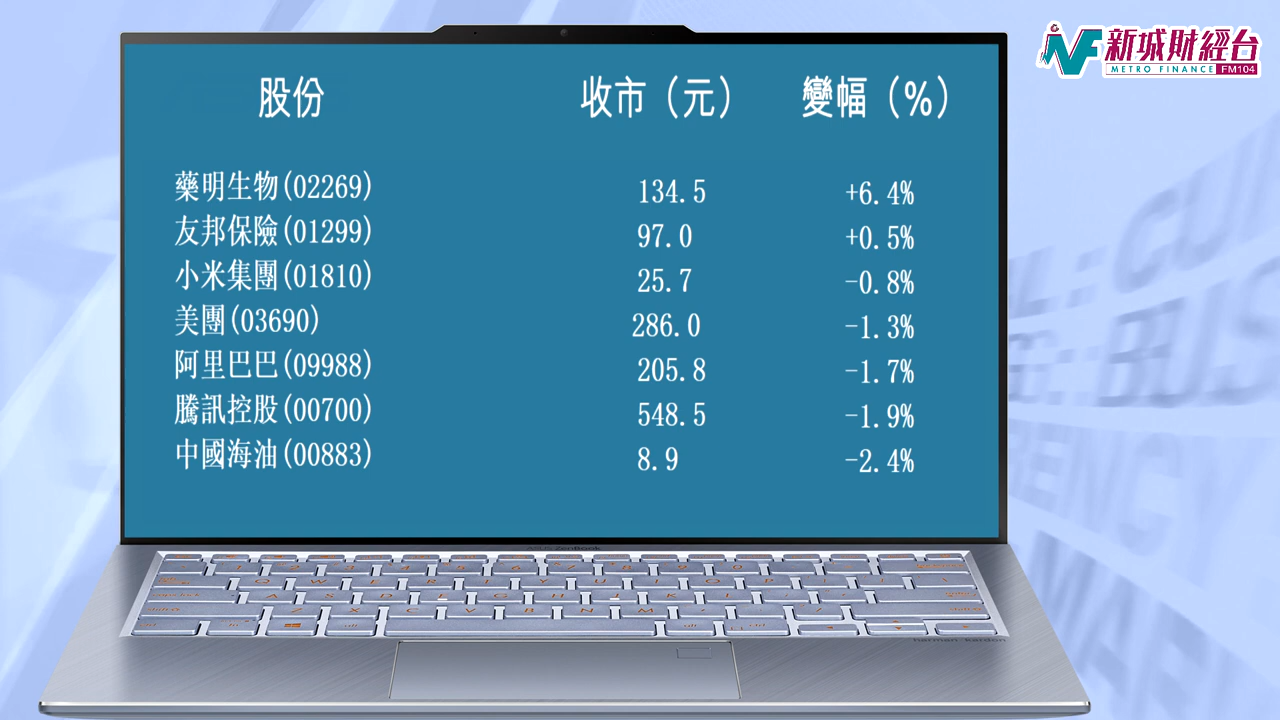 新城財經台
METRO FINANCE FM104
股份 收市（元） 變幅（%）
藥明生物(02269) 134.5 +6.4%
友邦保險(01299) 97.0 +0.5%
小米集團(01810) 25.7 -0.8%
美團(03690) 286.0 -1.3%
阿里巴巴(09988) 205.8 -1.7%
騰訊控股(00700) 548.5 -1.9%
中國海油(00883) 8.9 -2.4%
harman/kardon